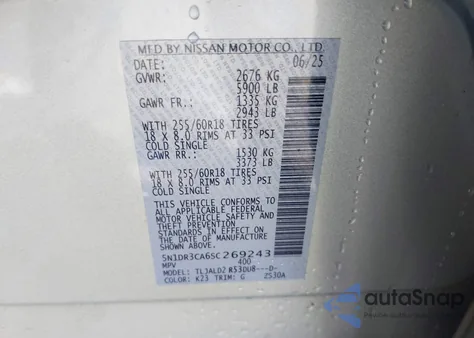 MFD BY NISSAN MOTOR CO., LTD.
DATE: 06/25
GVWR: 2676 KG
5900 LB
GAWR FR.: 1335 KG
2943 LB
WITH 255/60R18 TIRES
18 X 8.0 RIMS AT 33 PSI
COLD SINGLE
GAWR RR.: 1530 KG
3373 LB
WITH 255/60R18 TIRES
18 X 8.0 RIMS AT 33 PSI
COLD SINGLE
THIS VEHICLE CONFORMS TO
ALL APPLICABLE FEDERAL
MOTOR VEHICLE SAFETY
AND THEFT PREVENTION
STANDARDS IN EFFECT ON
THE DATE OF MANUFACTURE
SHOWN ABOVE.
5N1DR3CA6SC269243
MPV 400
MODEL: TLJALD2 R53DU8---D-
COLOR: K23 TRIM: G 2530A
autoSnap